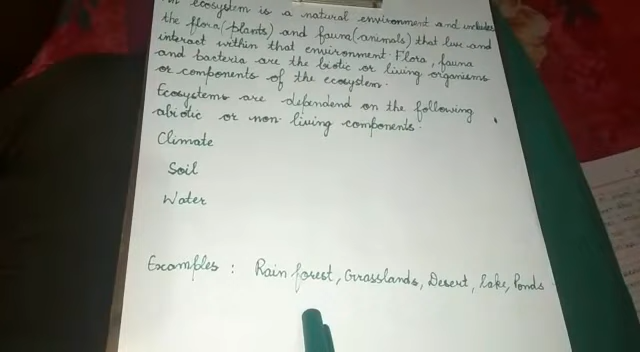 An ecosystem is a natural environment and includes
the flora (plants) and fauna (animals) that live and
interact within that environment. Flora, fauna
and bacteria are the biotic or living organisms
or components of the ecosystem.
Ecosystems are dependend on the following
abiotic or non living components.
Climate
Soil
Water
Examples : Rain forest, Grasslands, Desert, Lake, Ponds